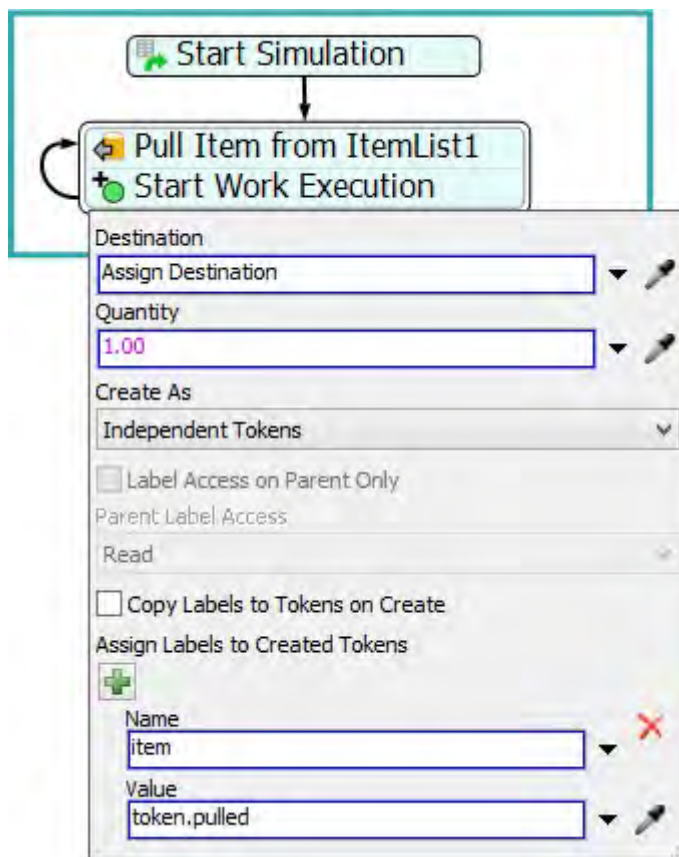 Start Simulation
Pull Item from ItemList1
Start Work Execution
Destination
Assign Destination
Quantity
1.00
Create As
Independent Tokens
Label Access on Parent Only
Parent Label Access
Read
Copy Labels to Tokens on Create
Assign Labels to Created Tokens
Name
item
Value
token.pulled